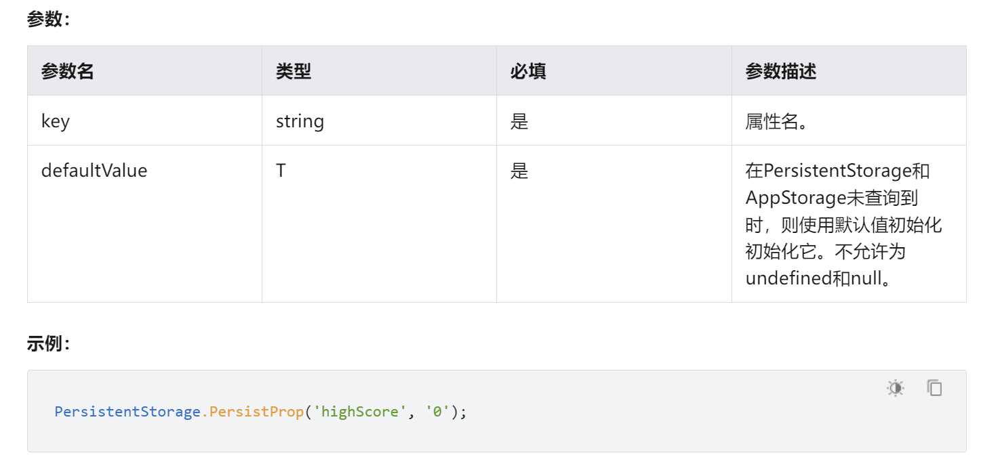 参数：
参数名 类型 必填 参数描述
key string 是 属性名。
defaultValue T 是 在PersistentStorage和
AppStorage未查询到
时，则使用默认值初始化
初始化它。不允许为
undefined和null。
示例：
PersistentStorage.PersistProp('highScore', '0');